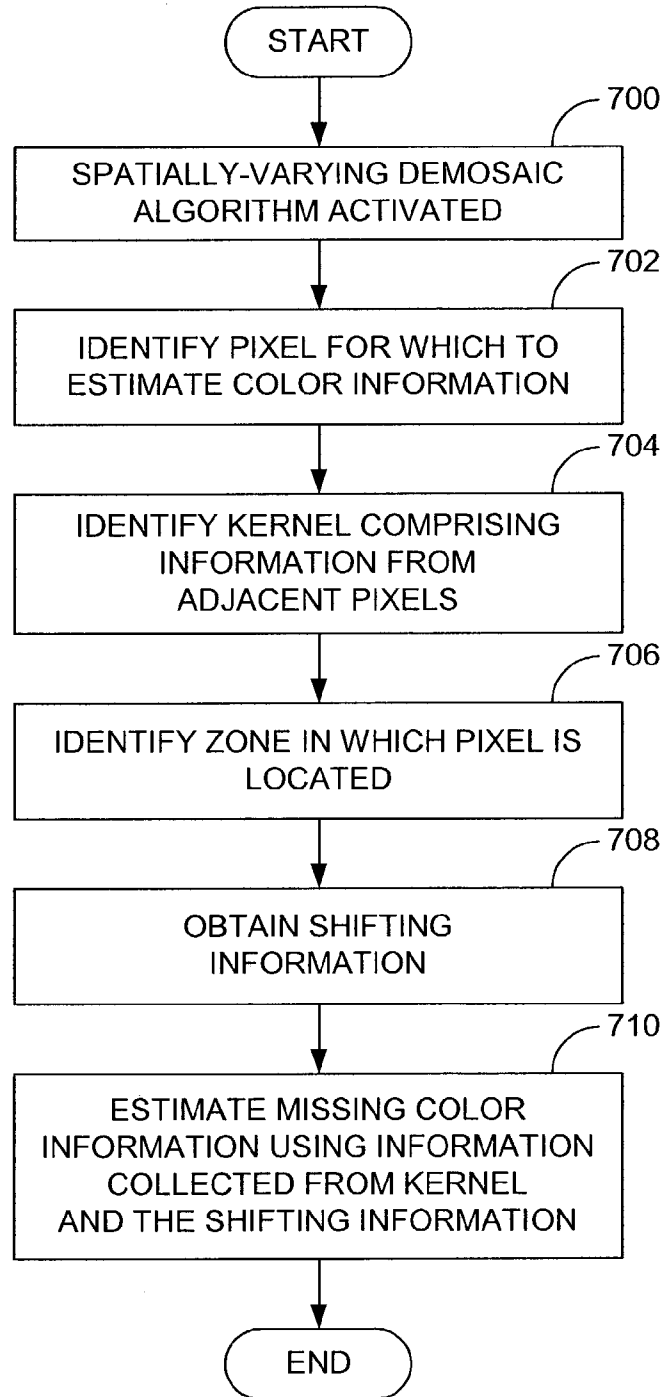 START
700
SPATIALLY-VARYING DEMOSAIC
ALGORITHM ACTIVATED
702
IDENTIFY PIXEL FOR WHICH TO
ESTIMATE COLOR INFORMATION
704
IDENTIFY KERNEL COMPRISING
INFORMATION FROM
ADJACENT PIXELS
706
IDENTIFY ZONE IN WHICH PIXEL IS
LOCATED
708
OBTAIN SHIFTING
INFORMATION
710
ESTIMATE MISSING COLOR
INFORMATION USING INFORMATION
COLLECTED FROM KERNEL
AND THE SHIFTING INFORMATION
END